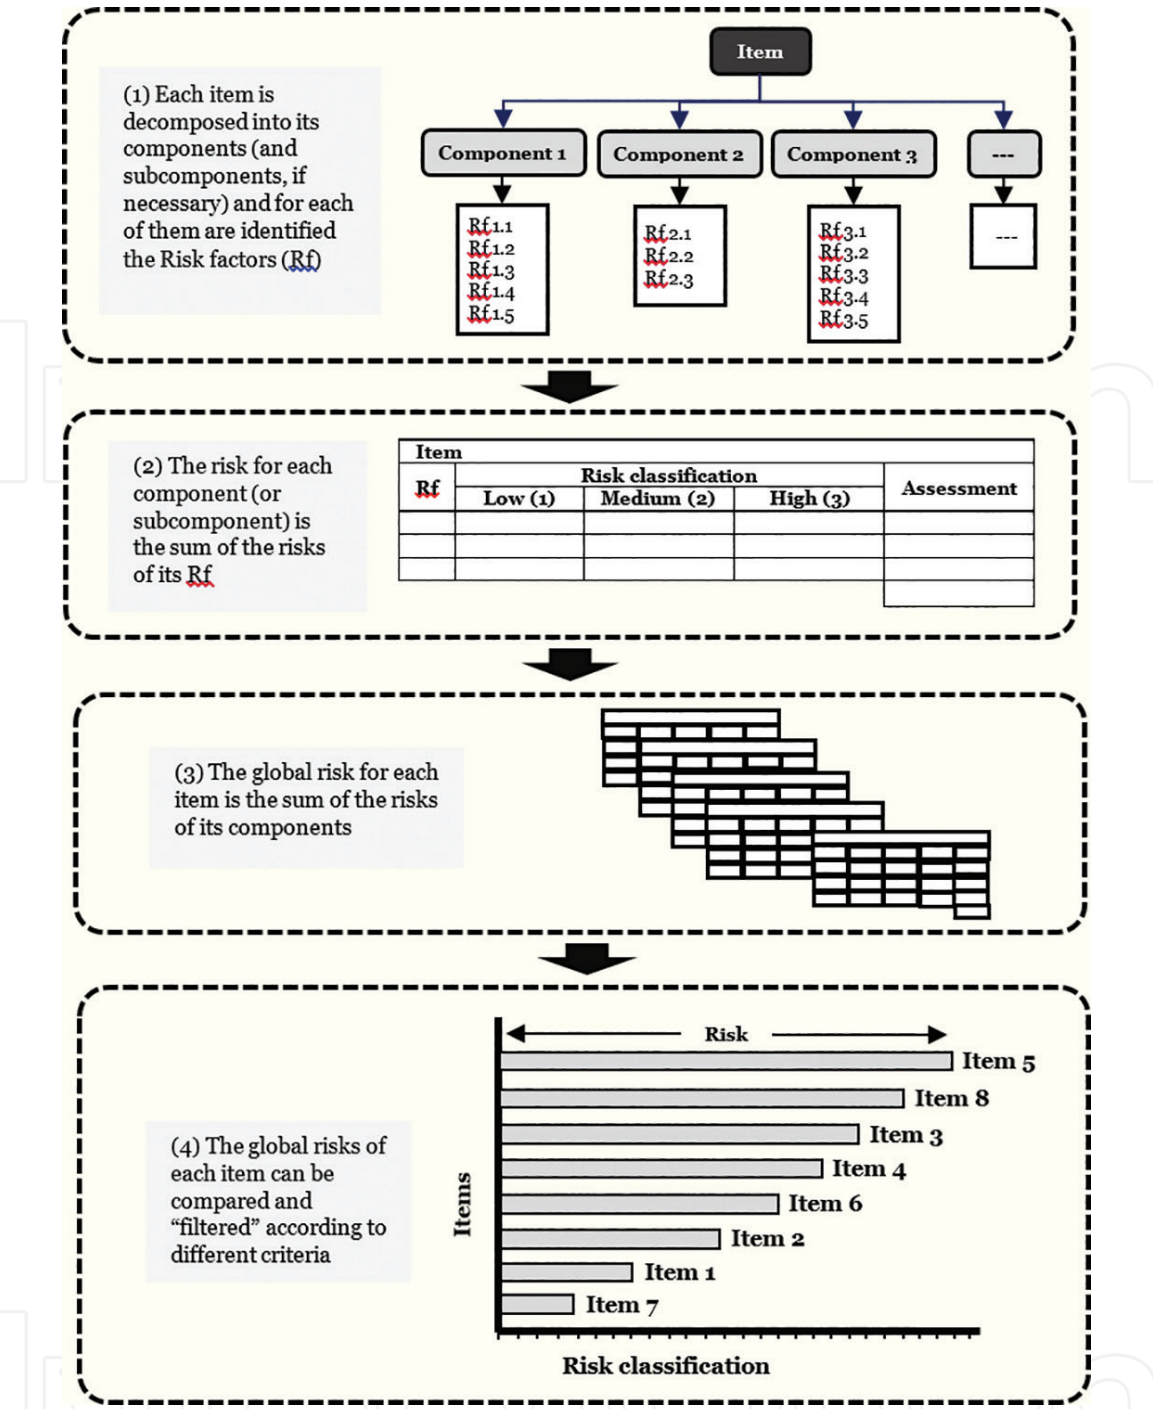 (1) Each item is
decomposed into its
components (and
subcomponents, if
necessary) and for each
of them are identified
the Risk factors (Rf)
Item
Component 1
Component 2
Component 3
---
Rf1.1
Rf1.2
Rf1.3
Rf1.4
Rf1.5
Rf2.1
Rf2.2
Rf2.3
Rf3.1
Rf3.2
Rf3.3
Rf3.4
Rf3.5
---
(2) The risk for each
component (or
subcomponent) is
the sum of the risks
of its Rf
Item
Rf
Risk classification
Low (1)
Medium (2)
High (3)
Assessment
(3) The global risk for each
item is the sum of the risks
of its components
(4) The global risks of
each item can be
compared and
“filtered” according to
different criteria
Items
Risk
Item 5
Item 8
Item 3
Item 4
Item 6
Item 2
Item 1
Item 7
Risk classification